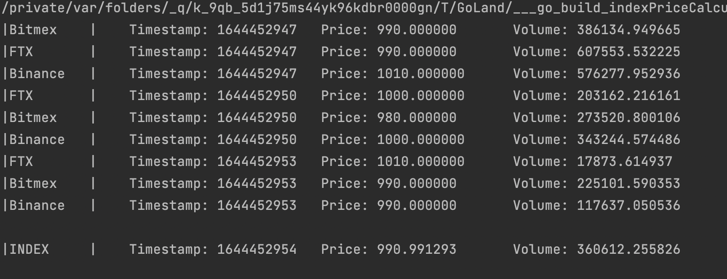 /private/var/folders/_q/k_9qb_5d1j75ms44yk96kdbr0000gn/T/GoLand/___go_build_indexPriceCalcu
|Bitmex | Timestamp: 1644452947 Price: 990.000000 Volume: 386134.949665
|FTX | Timestamp: 1644452947 Price: 990.000000 Volume: 607553.532225
|Binance | Timestamp: 1644452947 Price: 1010.000000 Volume: 576277.952936
|FTX | Timestamp: 1644452950 Price: 1000.000000 Volume: 203162.216161
|Bitmex | Timestamp: 1644452950 Price: 980.000000 Volume: 273520.800106
|Binance | Timestamp: 1644452950 Price: 1000.000000 Volume: 343244.574486
|FTX | Timestamp: 1644452953 Price: 1010.000000 Volume: 17873.614937
|Bitmex | Timestamp: 1644452953 Price: 990.000000 Volume: 225101.590353
|Binance | Timestamp: 1644452953 Price: 990.000000 Volume: 117637.050536
|INDEX | Timestamp: 1644452954 Price: 990.991293 Volume: 360612.255826